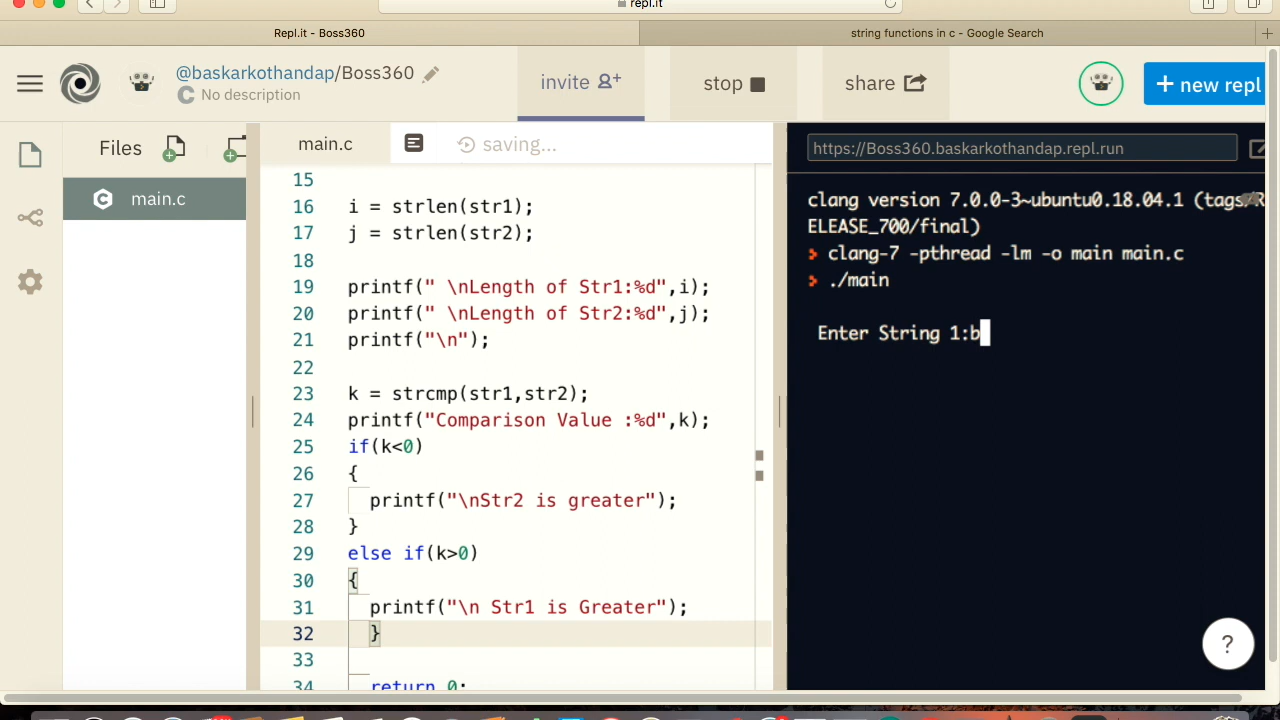 repl.it
Repl.it - Boss360
string functions in c - Google Search
@baskarkothandap/Boss360
No description
invite
stop
share
+ new repl
Files
main.c
main.c
saving...
https://Boss360.baskarkothandap.repl.run
15
16 i = strlen(str1);
17 j = strlen(str2);
18
19 printf(" \nLength of Str1:%d",i);
20 printf(" \nLength of Str2:%d",j);
21 printf("\n");
22
23 k = strcmp(str1,str2);
24 printf("Comparison Value :%d",k);
25 if(k<0)
26 {
27 printf("\nStr2 is greater");
28 }
29 else if(k>0)
30 {
31 printf("\n Str1 is Greater");
32 }
33
34 return 0;
clang version 7.0.0-3~ubuntu0.18.04.1 (tags/R
ELEASE_700/final)
> clang-7 -pthread -lm -o main main.c
> ./main
Enter String 1:b
?